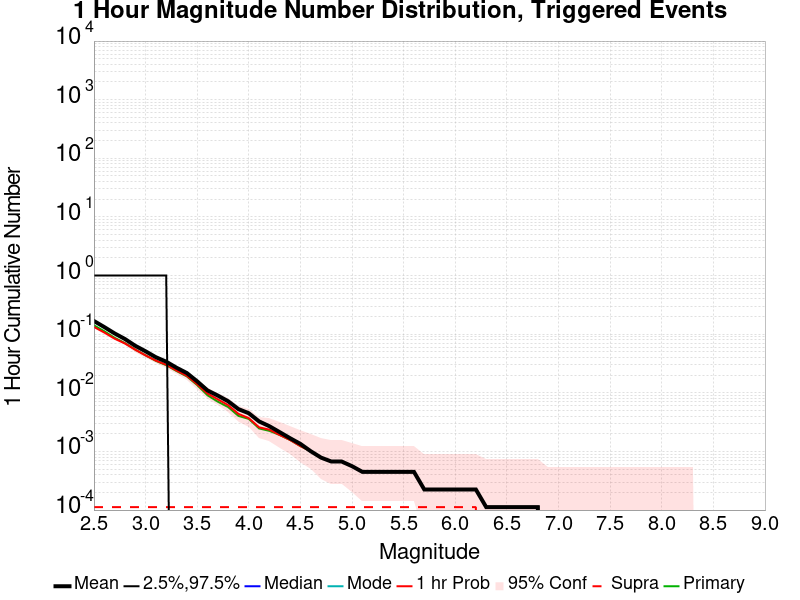 1 Hour Magnitude Number Distribution, Triggered Events
1 Hour Cumulative Number
10^4
10^3
10^2
10^1
10^0
10^-1
10^-2
10^-3
10^-4
2.5 3.0 3.5 4.0 4.5 5.0 5.5 6.0 6.5 7.0 7.5 8.0 8.5 9.0
Magnitude
Mean 2.5%,97.5% Median Mode 1 hr Prob 95% Conf Supra Primary